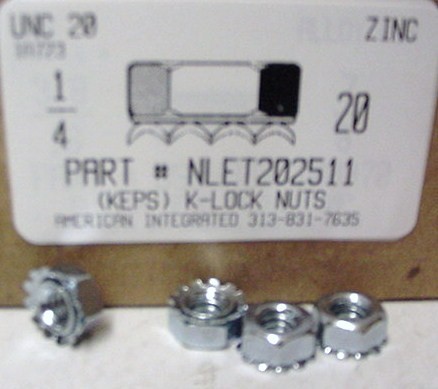 UNC 20 ZINC
1/4 20
PART # NLET202511
(KEPS) K-LOCK NUTS
AMERICAN INTEGRATED 313-831-7635